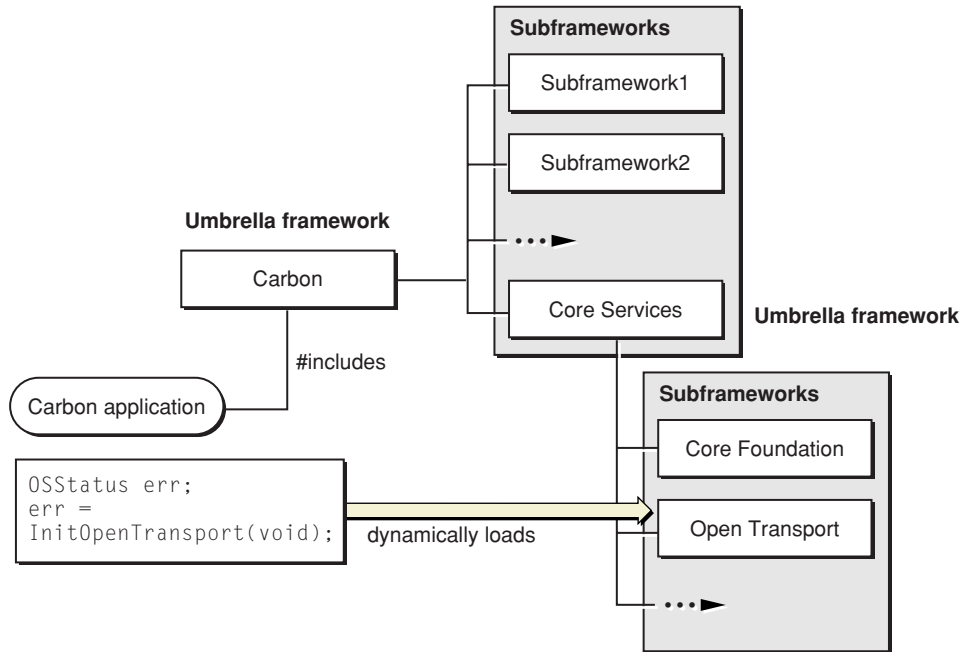 Subframeworks
Subframework1
Subframework2
Umbrella framework
Carbon
Core Services
Umbrella framework
#includes
Carbon application
Subframeworks
Core Foundation
OSStatus err;
err =
InitOpenTransport(void);
dynamically loads
Open Transport